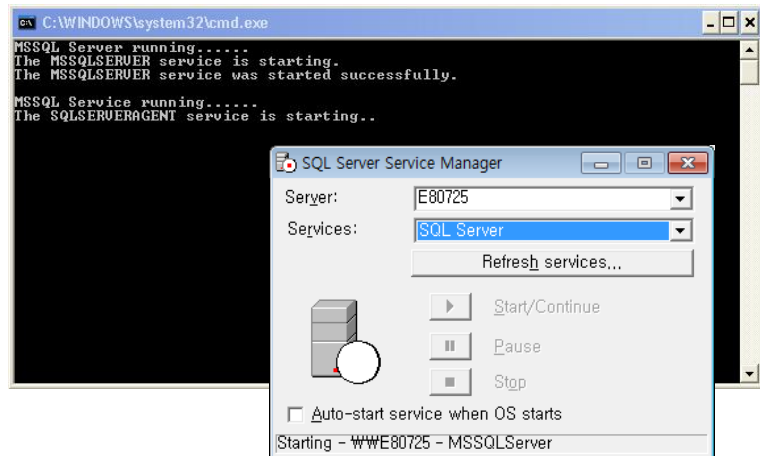 C:\WINDOWS\system32\cmd.exe
MSSQL Server running......
The MSSQLSERVER service is starting.
The MSSQLSERVER service was started successfully.
MSSQL Service running......
The SQLSERVERAGENT service is starting..
SQL Server Service Manager
Server: E80725
Services: SQL Server
Refresh services...
Start/Continue
Pause
Stop
Auto-start service when OS starts
Starting - ₩₩E80725 - MSSQLServer